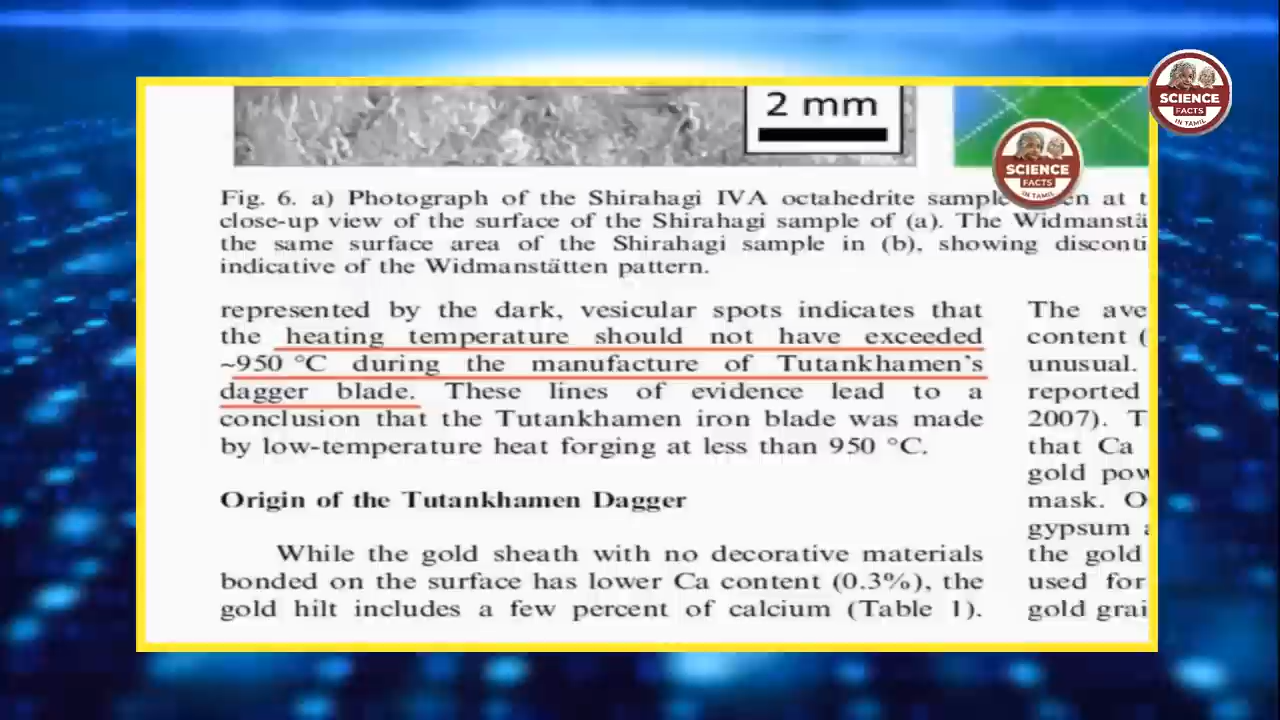 2 mm
SCIENCE
FACTS
IN TAMIL
SCIENCE
FACTS
IN TAMIL
Fig. 6. a) Photograph of the Shirahagi IVA octahedrite sample en at t
close-up view of the surface of the Shirahagi sample of (a). The Widmanstä
the same surface area of the Shirahagi sample in (b), showing disconti
indicative of the Widmanstätten pattern.
represented by the dark, vesicular spots indicates that
the heating temperature should not have exceeded
~950 °C during the manufacture of Tutankhamen's
dagger blade. These lines of evidence lead to a
conclusion that the Tutankhamen iron blade was made
by low-temperature heat forging at less than 950 °C.
Origin of the Tutankhamen Dagger
While the gold sheath with no decorative materials
bonded on the surface has lower Ca content (0.3%), the
gold hilt includes a few percent of calcium (Table 1).
The ave
content (
unusual.
reported
2007). T
that Ca
gold pow
mask. O
gypsum a
the gold
used for
gold grai